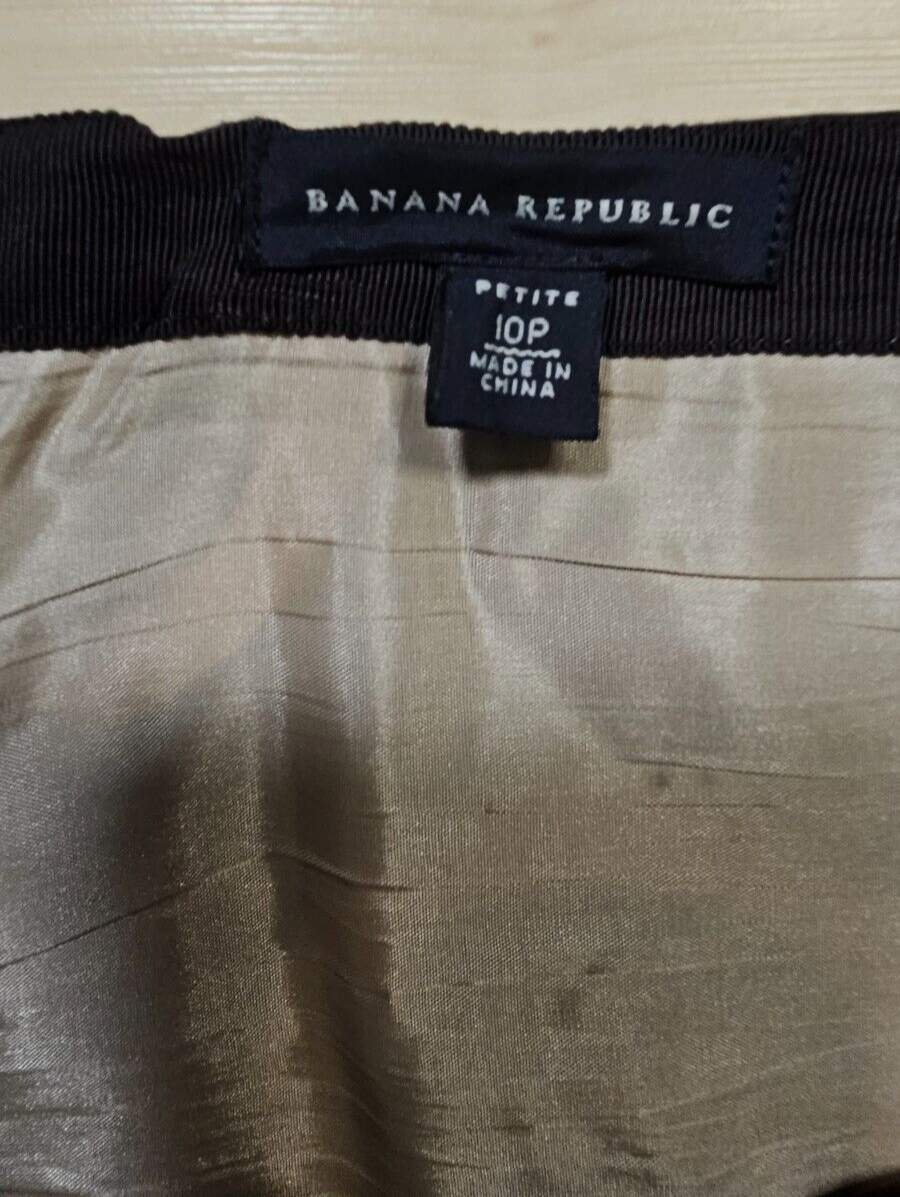 BANANA REPUBLIC
PETITE
10P
MADE IN
CHINA